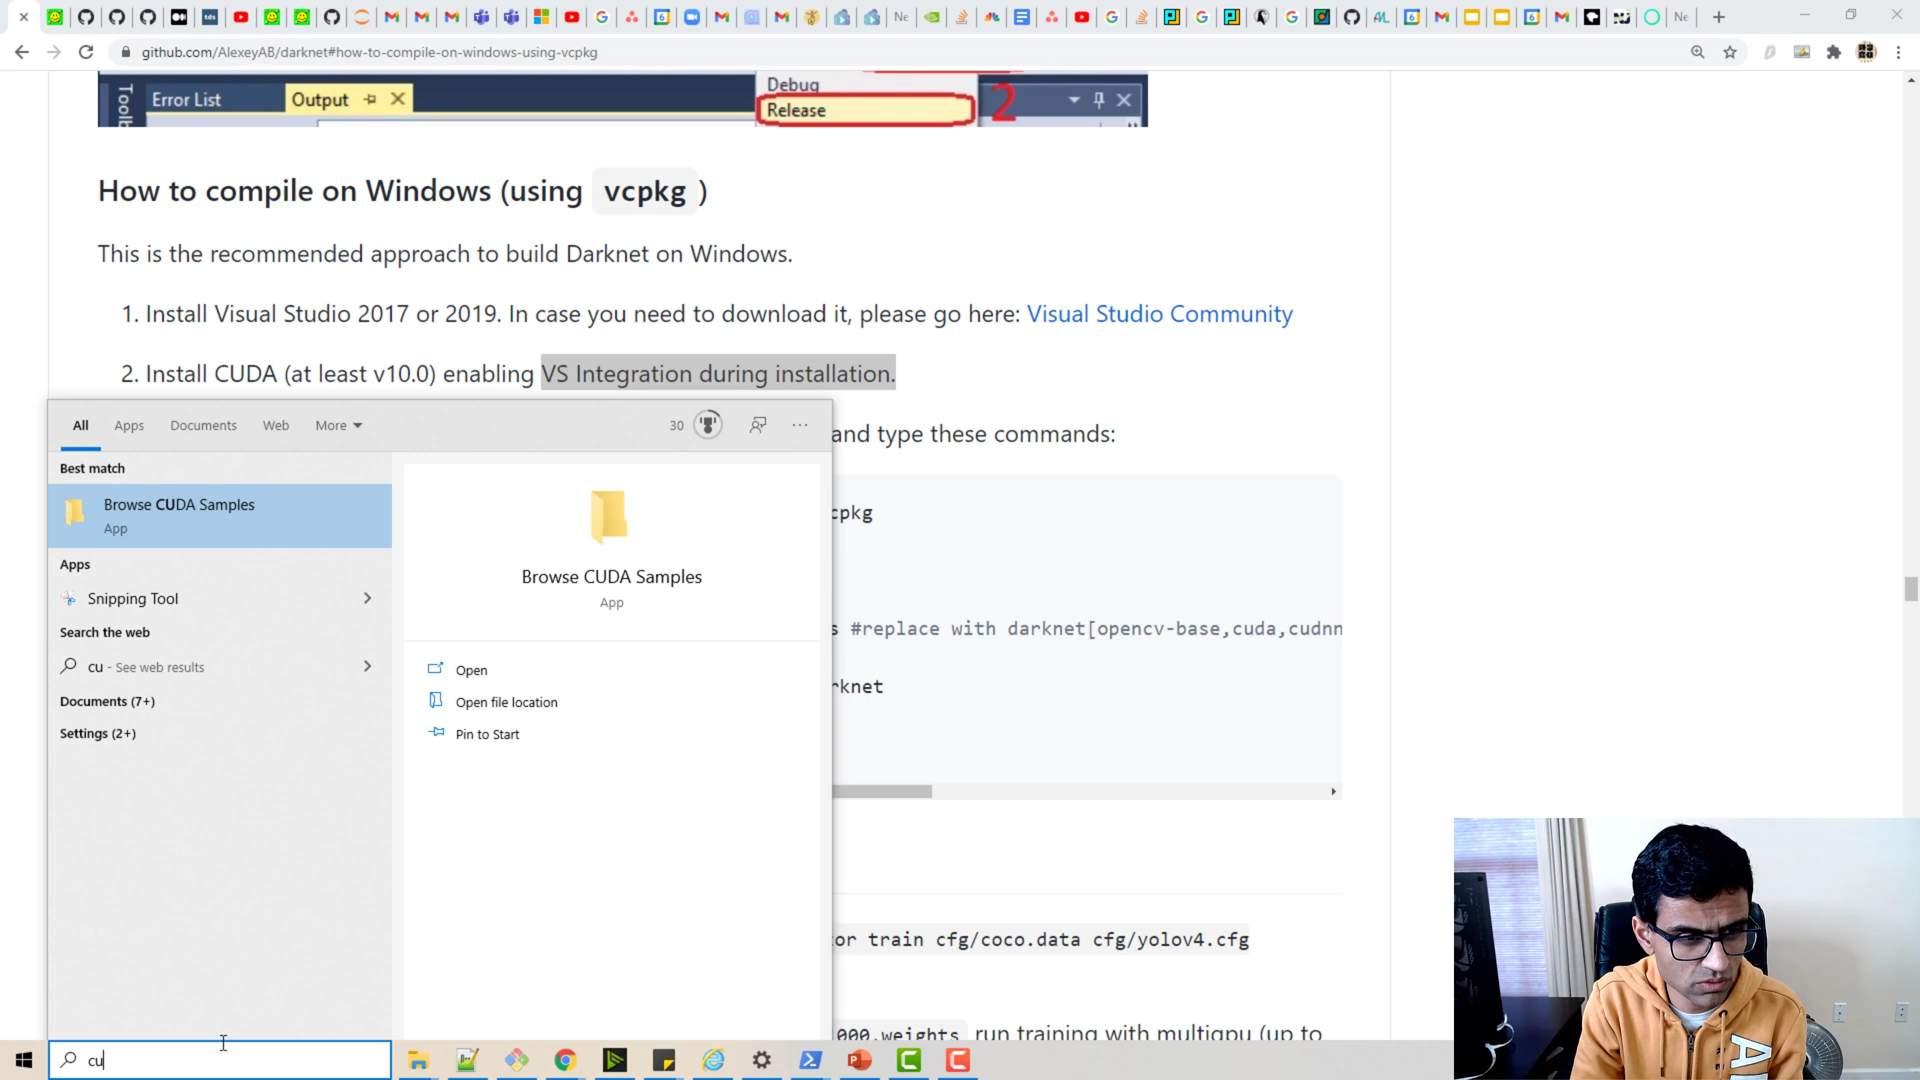 github.com/AlexeyAB/darknet#how-to-compile-on-windows-using-vcpkg
Toolb
Error List
Output
Debug
Release
2
How to compile on Windows (using vcpkg )
This is the recommended approach to build Darknet on Windows.
1. Install Visual Studio 2017 or 2019. In case you need to download it, please go here: Visual Studio Community
2. Install CUDA (at least v10.0) enabling VS Integration during installation.
and type these commands:
cpkg
s #replace with darknet[opencv-base,cuda,cudnn
rknet
or train cfg/coco.data cfg/yolov4.cfg
000.weights run training with multigpu (up to
All
Apps
Documents
Web
More
30
Best match
Browse CUDA Samples
App
Apps
Snipping Tool
Search the web
cu - See web results
Documents (7+)
Settings (2+)
Browse CUDA Samples
App
Open
Open file location
Pin to Start
cu